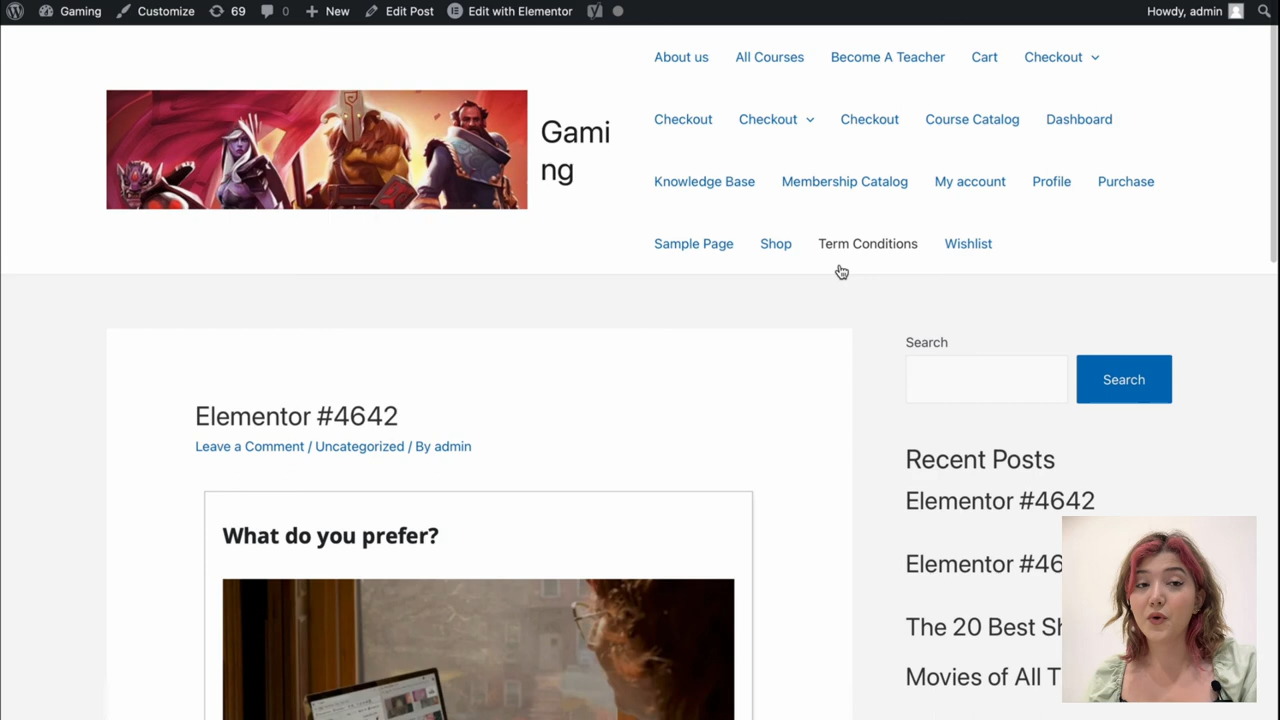 Gaming Customize 69 0 New Edit Post Edit with Elementor Howdy, admin
About us All Courses Become A Teacher Cart Checkout
Gami
ng
Checkout Checkout Checkout Course Catalog Dashboard
Knowledge Base Membership Catalog My account Profile Purchase
Sample Page Shop Term Conditions Wishlist
Elementor #4642
Leave a Comment / Uncategorized / By admin
What do you prefer?
Search
Search
Recent Posts
Elementor #4642
Elementor #46
The 20 Best Sh
Movies of All T